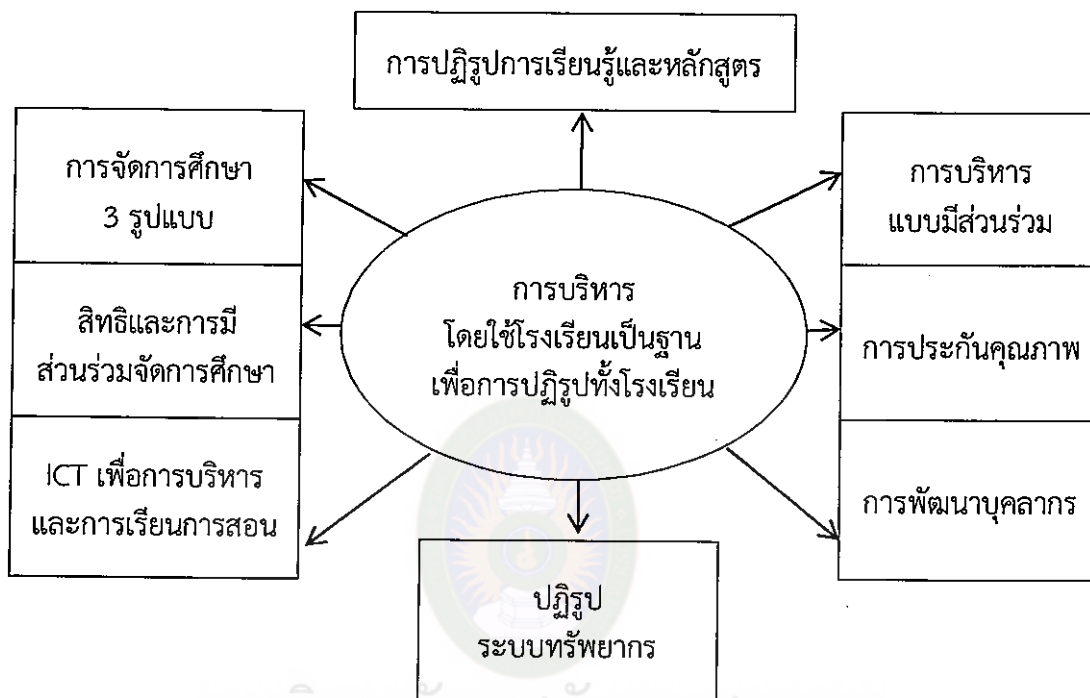 การปฏิรูปการเรียนรู้และหลักสูตร
การจัดการศึกษา
3 รูปแบบ
สิทธิและการมี
ส่วนร่วมจัดการศึกษา
ICT เพื่อการบริหาร
และการเรียนการสอน
การบริหาร
โดยใช้โรงเรียนเป็นฐาน
เพื่อการปฏิรูปทั้งโรงเรียน
การบริหาร
แบบมีส่วนร่วม
การประกันคุณภาพ
การพัฒนาบุคลากร
ปฏิรูป
ระบบทรัพยากร